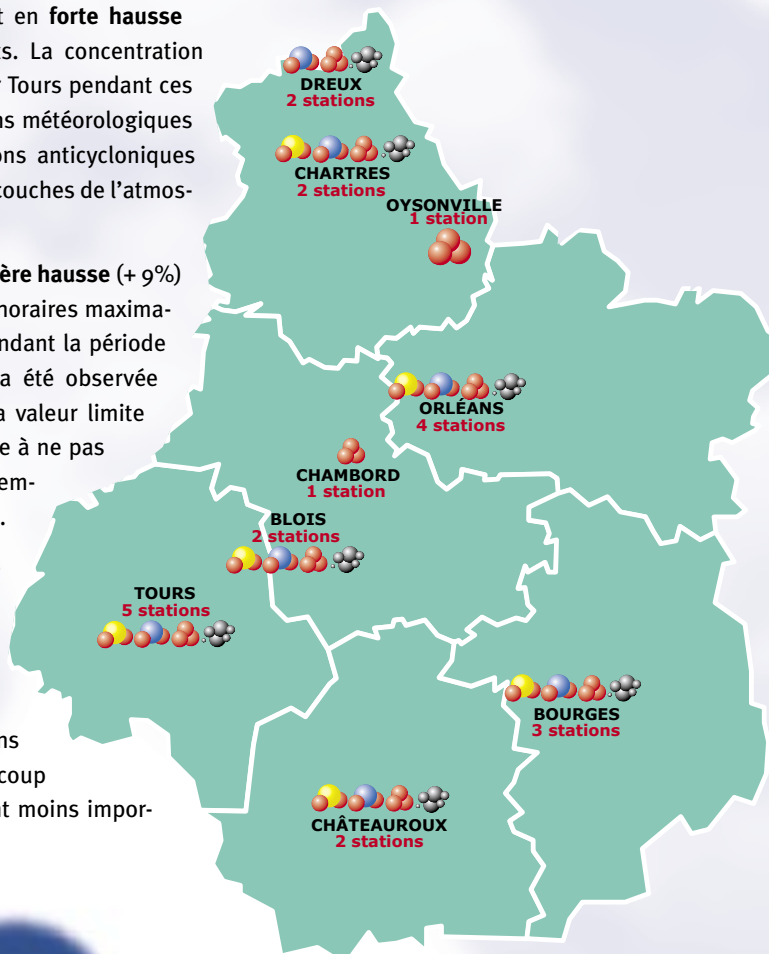 t en forte hausse
ts. La concentration
r Tours pendant ces
ns météorologiques
ons anticycloniques
couches de l’atmos-
ère hausse (+ 9%)
horaires maxima-
ndant la période
a été observée
a valeur limite
e à ne pas
em-
.
ns
coup
nt moins impor-
DREUX
2 stations
CHARTRES
2 stations
OYSONVILLE
1 station
ORLÉANS
4 stations
CHAMBORD
1 station
BLOIS
2 stations
TOURS
5 stations
BOURGES
3 stations
CHÂTEAUROUX
2 stations